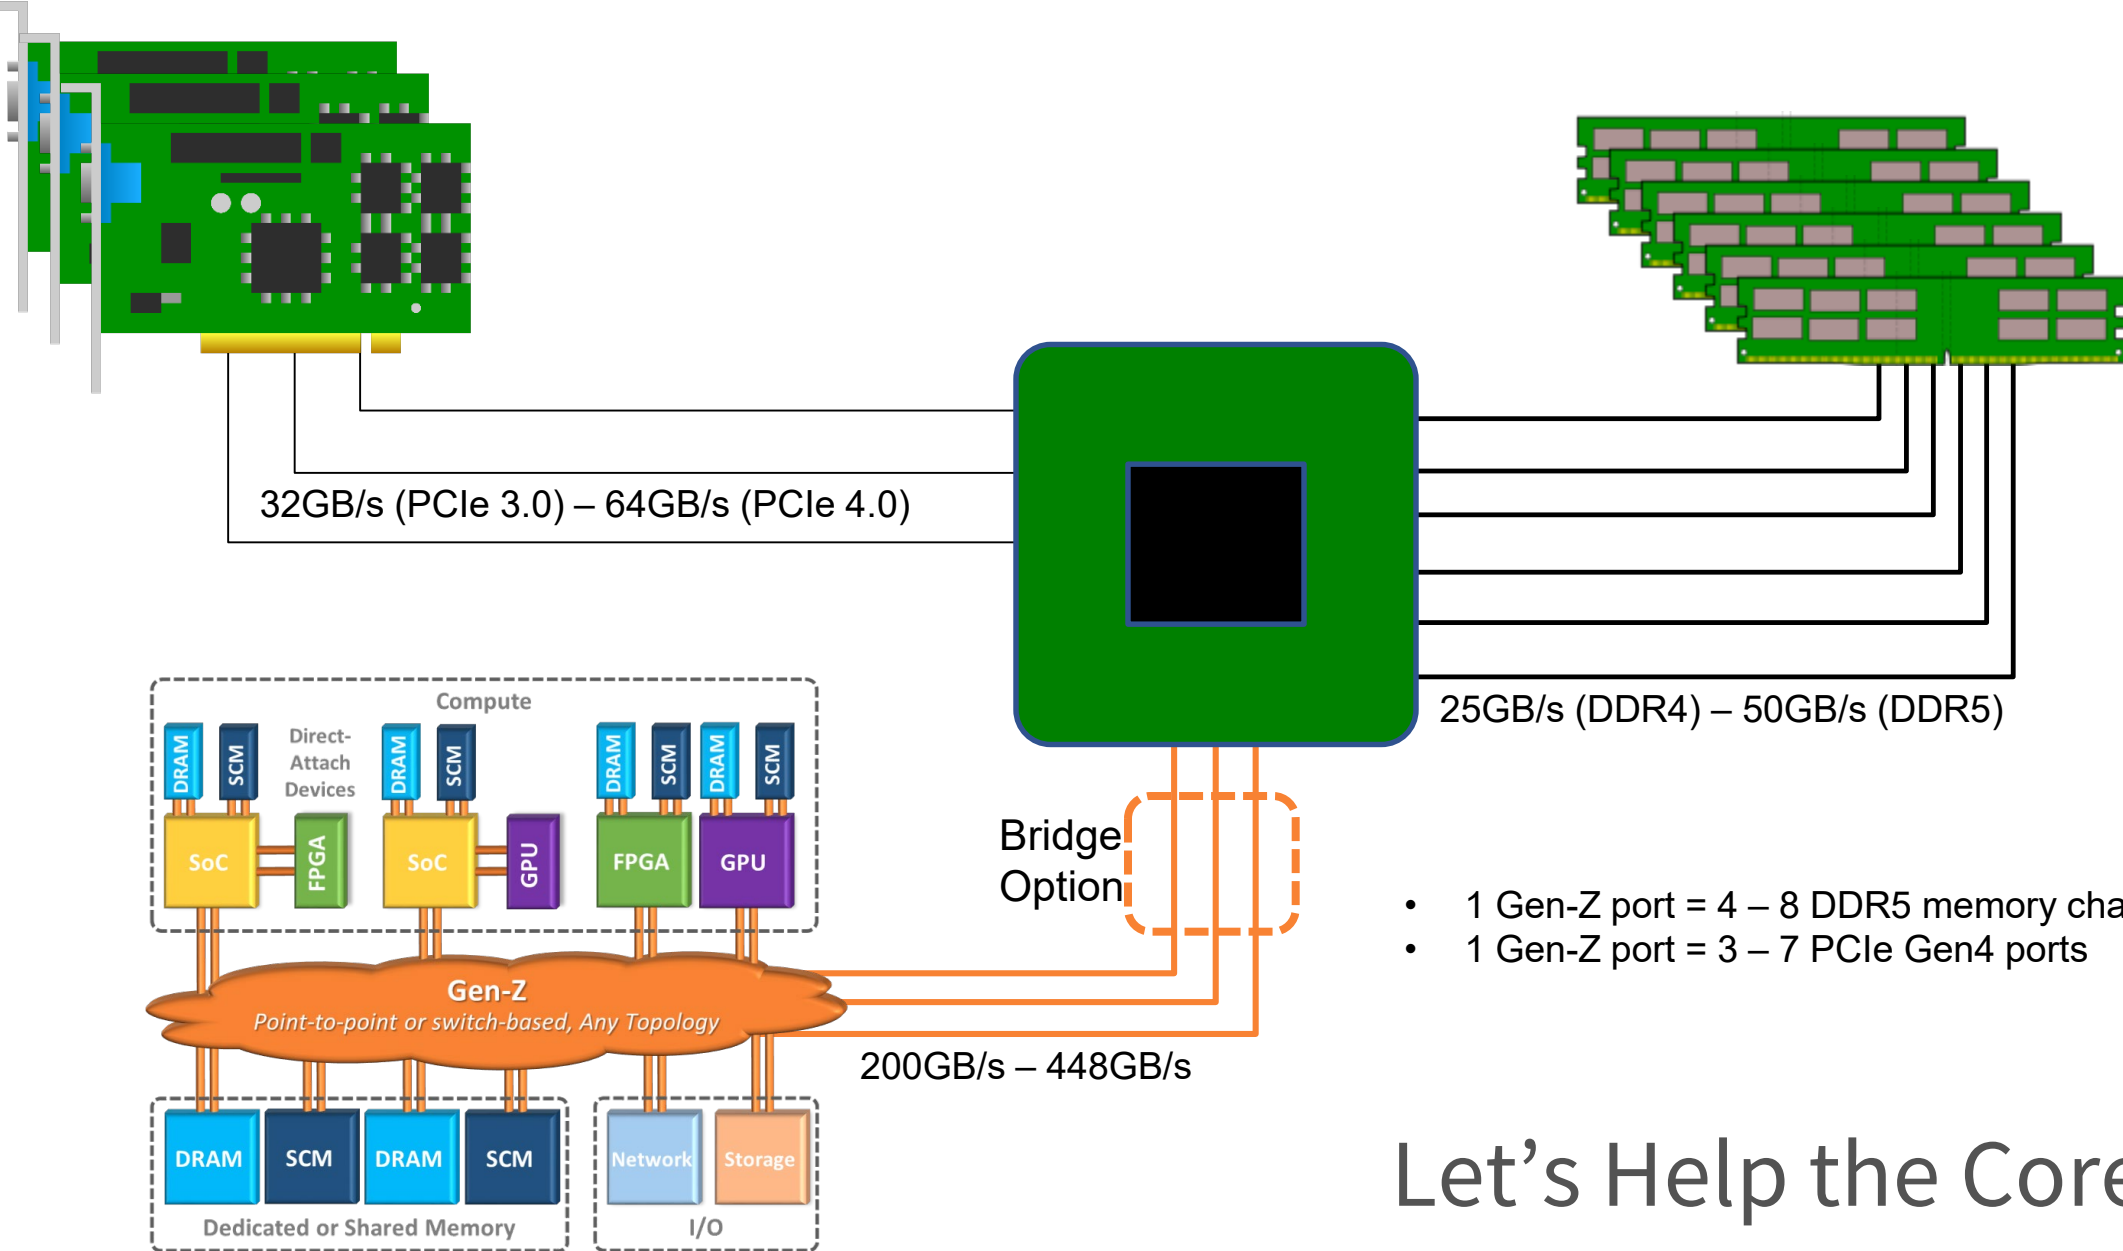 32GB/s (PCIe 3.0) – 64GB/s (PCIe 4.0)
25GB/s (DDR4) – 50GB/s (DDR5)
Compute
DRAM
SCM
Direct-
Attach
Devices
DRAM
SCM
DRAM
SCM
DRAM
SCM
SoC
FPGA
SoC
GPU
FPGA
GPU
Bridge
Option
• 1 Gen-Z port = 4 – 8 DDR5 memory
• 1 Gen-Z port = 3 – 7 PCIe Gen4 ports
Gen-Z
Point-to-point or switch-based, Any Topology
200GB/s – 448GB/s
DRAM
SCM
DRAM
SCM
Network
Storage
Dedicated or Shared Memory
I/O
Let’s Help the Core